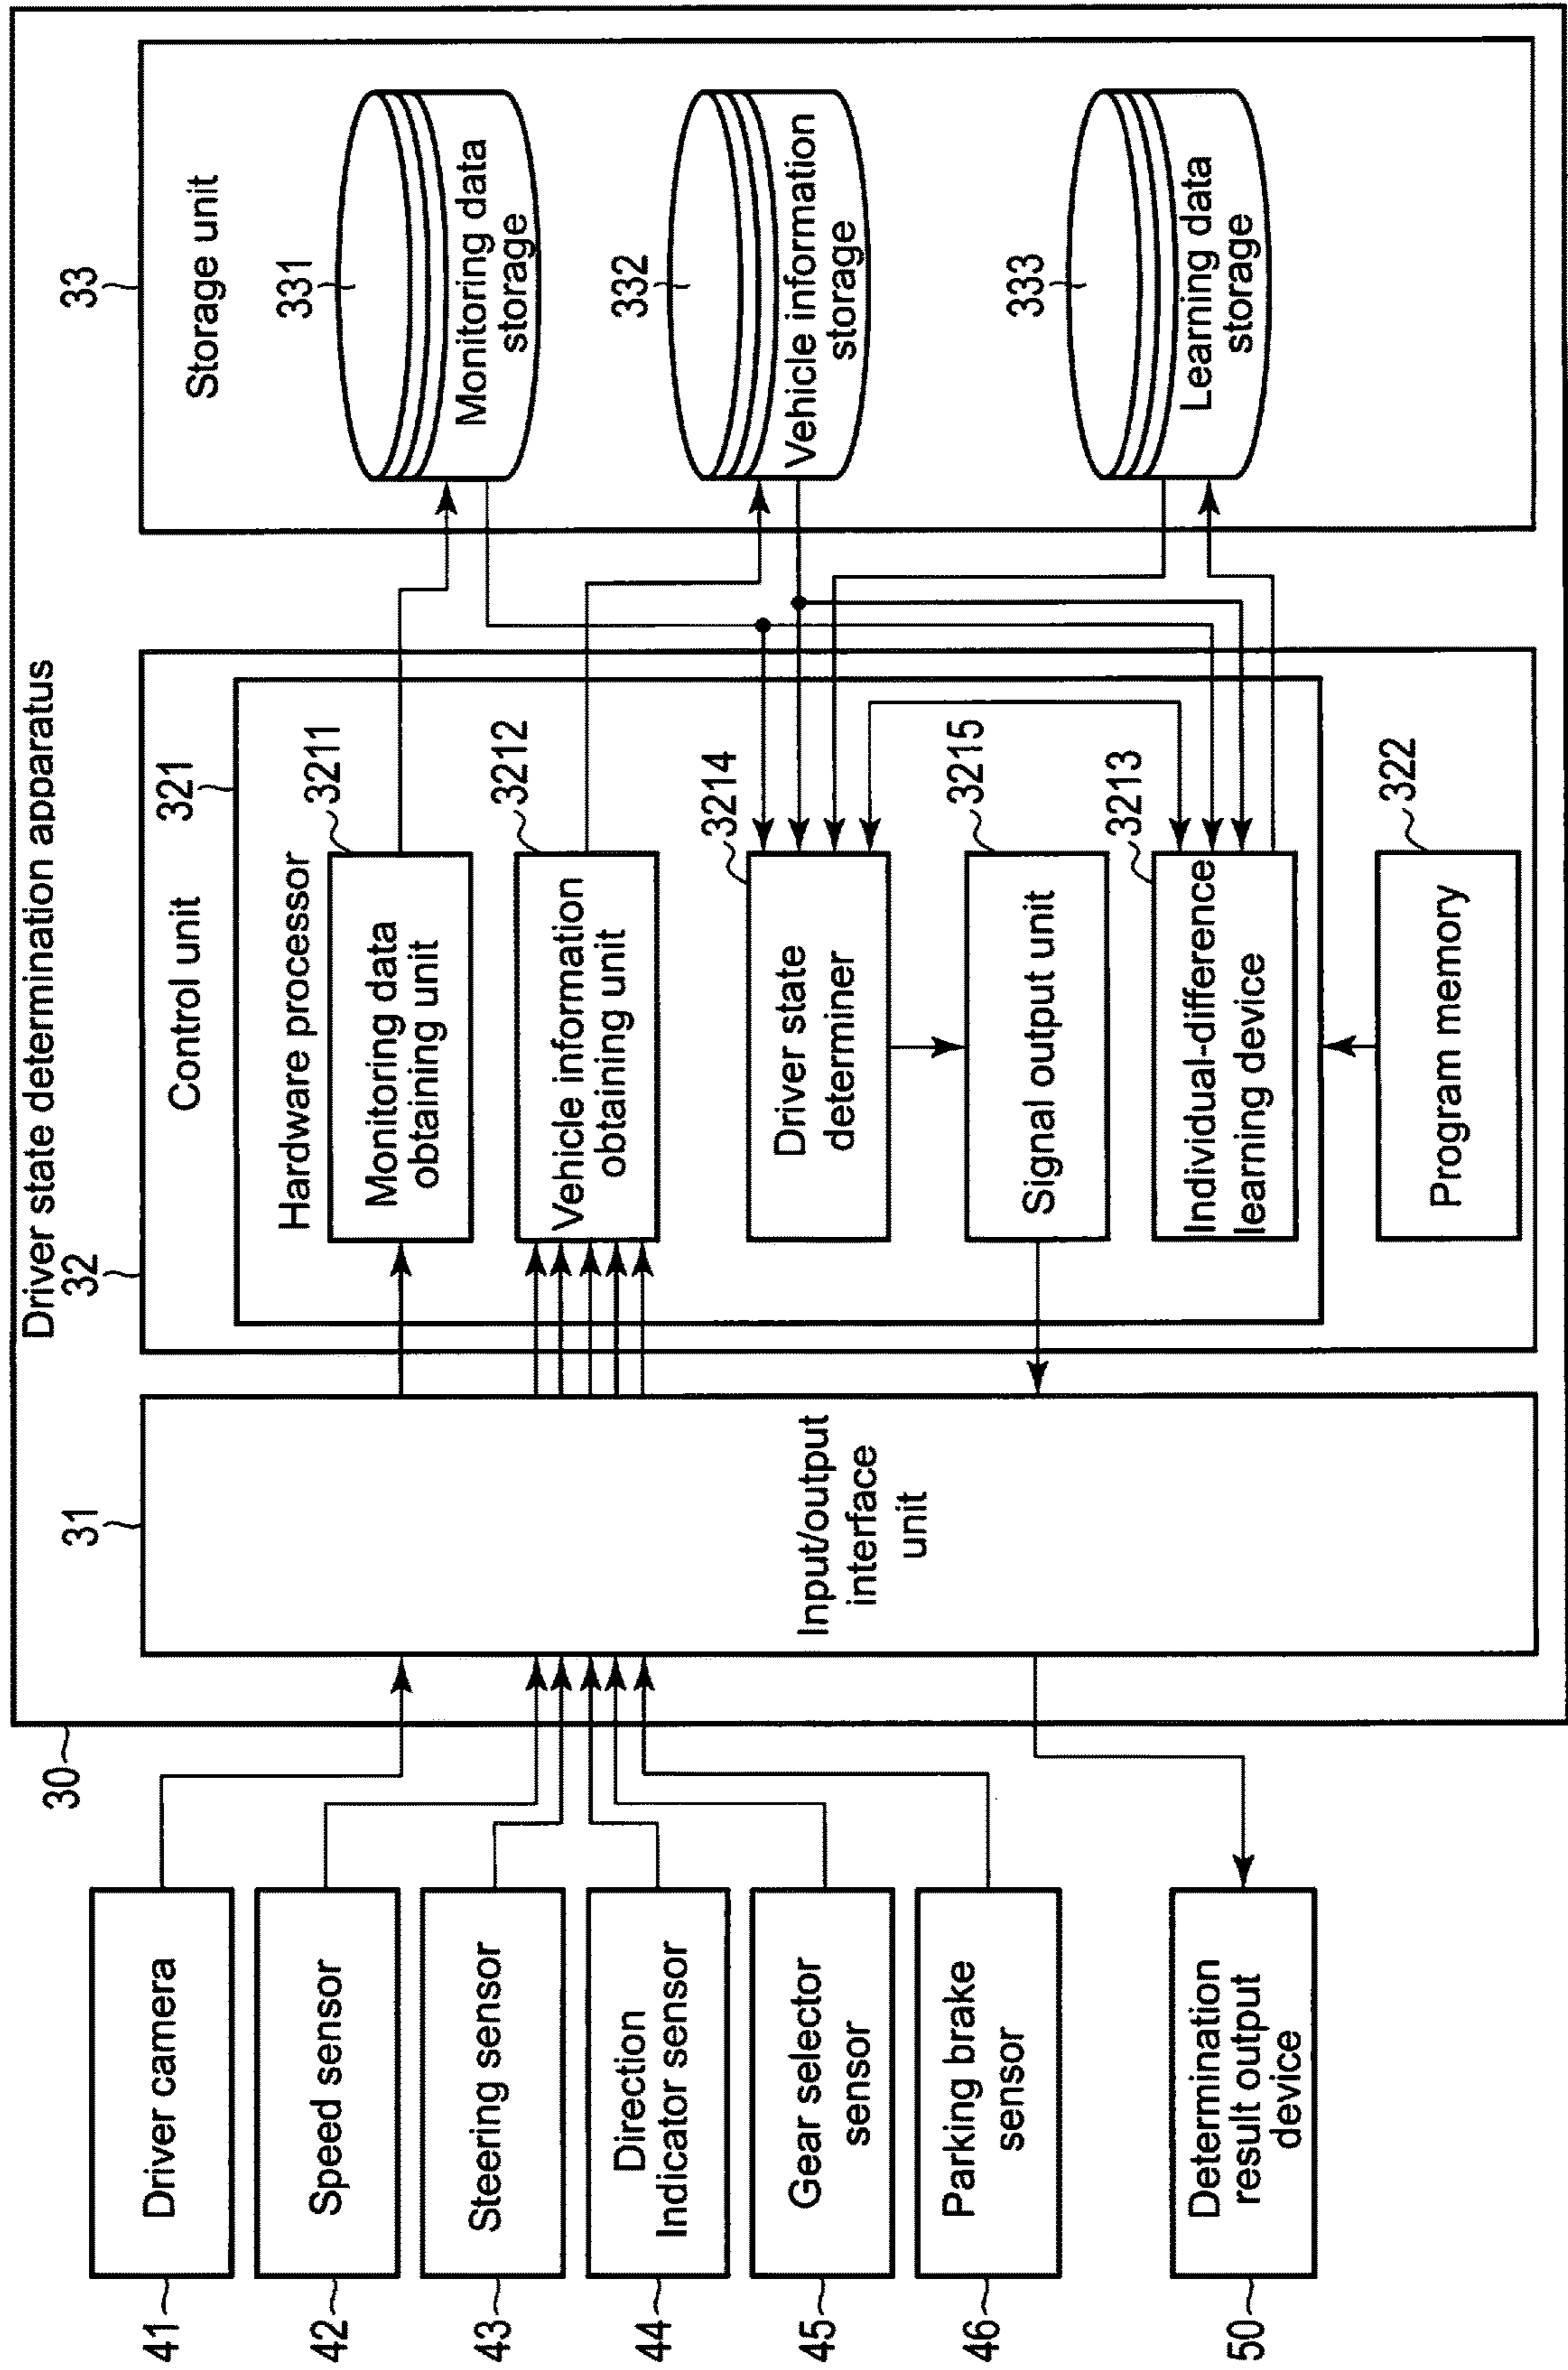 Driver state determination apparatus
30
31
Input/output
interface
unit
32
Control unit
321
Hardware processor
3211
Monitoring data
obtaining unit
3212
Vehicle information
obtaining unit
3214
Driver state
determiner
3215
Signal output unit
3213
Individual-difference
learning device
322
Program memory
33
Storage unit
331
Monitoring data
storage
332
Vehicle information
storage
333
Learning data
storage
41
Driver camera
42
Speed sensor
43
Steering sensor
44
Direction
Indicator sensor
45
Gear selector
sensor
46
Parking brake
sensor
50
Determination
result output
device